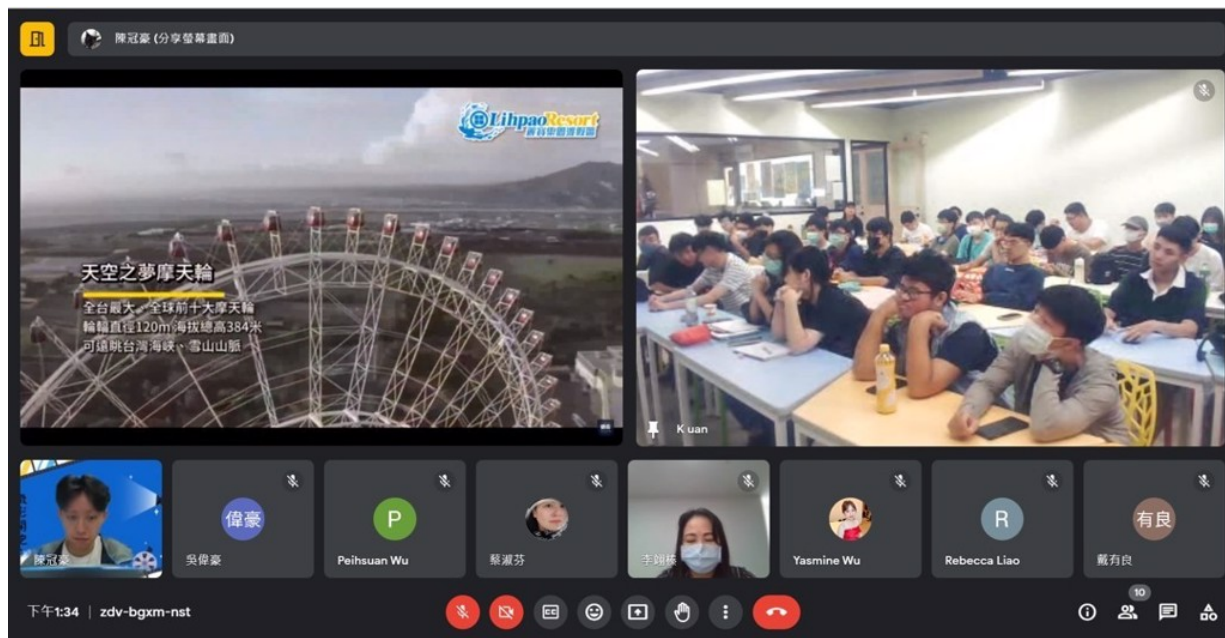 陳冠豪 (分享螢幕畫面)
LihpaoResort
麗寶樂園渡假區
天空之夢摩天輪
全台最大、全球前十大摩天輪
輪輻直徑120m 海拔總高384米
可遠眺台灣海峽、雪山山脈
K uan
偉豪
P
R
有良
陳冠豪
吳偉豪
Peihsuan Wu
蔡淑芬
Yasmine Wu
Rebecca Liao
戴有良
10
下午1:34 | zdv-bgxm-nst
CC